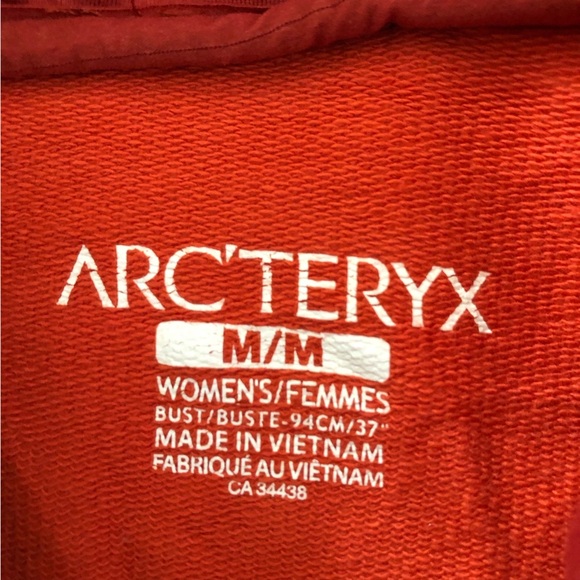 ARC'TERYX
M/M
WOMEN'S/FEMMES
BUST/BUSTE-94CM/37"
MADE IN VIETNAM
FABRIQUÉ AU VIÊTNAM
CA 34438